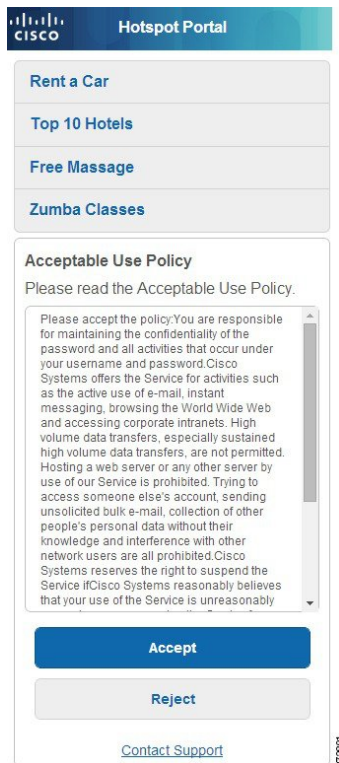 CISCO
Hotspot Portal
Rent a Car
Top 10 Hotels
Free Massage
Zumba Classes
Acceptable Use Policy
Please read the Acceptable Use Policy.
Please accept the policy:You are responsible
for maintaining the confidentiality of the
password and all activities that occur under
your username and password.Cisco
Systems offers the Service for activities such
as the active use of e-mail, instant
messaging, browsing the World Wide Web
and accessing corporate intranets. High
volume data transfers, especially sustained
high volume data transfers, are not permitted.
Hosting a web server or any other server by
use of our Service is prohibited. Trying to
access someone else's account, sending
unsolicited bulk e-mail, collection of other
people's personal data without their
knowledge and interference with other
network users are all prohibited.Cisco
Systems reserves the right to suspend the
Service ifCisco Systems reasonably believes
that your use of the Service is unreasonably
Accept
Reject
Contact Support